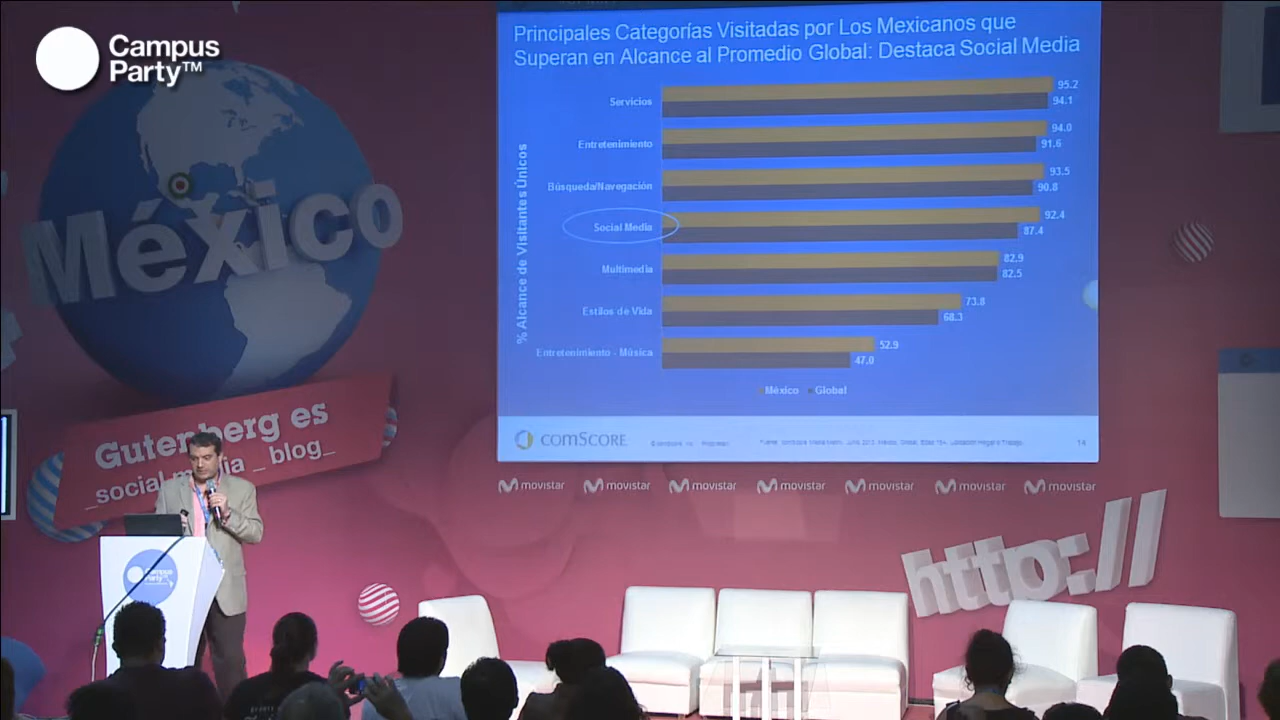 Campus
Party™
México
Gutenberg es
_social media _ blog_
Campus
Party™
Principales Categorías Visitadas por Los Mexicanos que
Superan en Alcance al Promedio Global: Destaca Social Media
% Alcance de Visitantes Únicos
Servicios 95.2
94.1
Entretenimiento 94.0
91.6
Búsqueda/Navegación 93.5
90.8
Social Media 92.4
87.4
Multimedia 82.9
82.5
Estilos de Vida 73.8
68.3
Entretenimiento - Música 52.9
47.0
México Global
comScore
14
movistar movistar movistar movistar movistar movistar movistar
http://